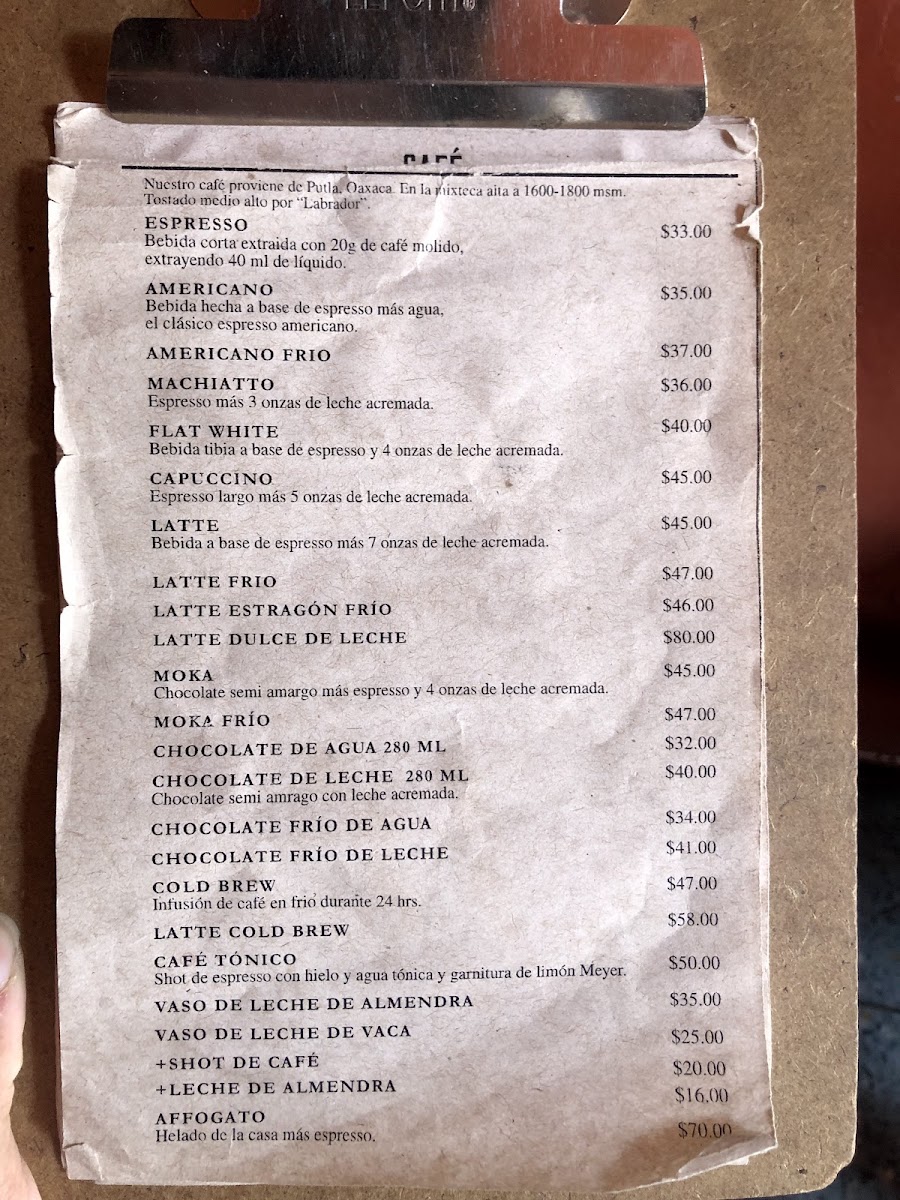 CAFÉ
Nuestro café proviene de Putla, Oaxaca. En la mixteca alta a 1600-1800 msm.
Tostado medio alto por "Labrador".
ESPRESSO $33.00
Bebida corta extraida con 20g de café molido,
extrayendo 40 ml de líquido.
AMERICANO $35.00
Bebida hecha a base de espresso más agua,
el clásico espresso americano.
AMERICANO FRIO $37.00
MACHIATTO $36.00
Espresso más 3 onzas de leche acremada.
FLAT WHITE $40.00
Bebida tibia a base de espresso y 4 onzas de leche acremada.
CAPUCCINO $45.00
Espresso largo más 5 onzas de leche acremada.
LATTE $45.00
Bebida a base de espresso más 7 onzas de leche acremada.
LATTE FRIO $47.00
LATTE ESTRAGÓN FRÍO $46.00
LATTE DULCE DE LECHE $80.00
MOKA $45.00
Chocolate semi amargo más espresso y 4 onzas de leche acremada.
MOKA FRÍO $47.00
CHOCOLATE DE AGUA 280 ML $32.00
CHOCOLATE DE LECHE 280 ML $40.00
Chocolate semi amrago con leche acremada.
CHOCOLATE FRÍO DE AGUA $34.00
CHOCOLATE FRÍO DE LECHE $41.00
COLD BREW $47.00
Infusión de café en frio durante 24 hrs.
LATTE COLD BREW $58.00
CAFÉ TÓNICO $50.00
Shot de espresso con hielo y agua tónica y garnitura de limón Meyer.
VASO DE LECHE DE ALMENDRA $35.00
VASO DE LECHE DE VACA $25.00
+SHOT DE CAFÉ $20.00
+LECHE DE ALMENDRA $16.00
AFFOGATO $70.00
Helado de la casa más espresso.